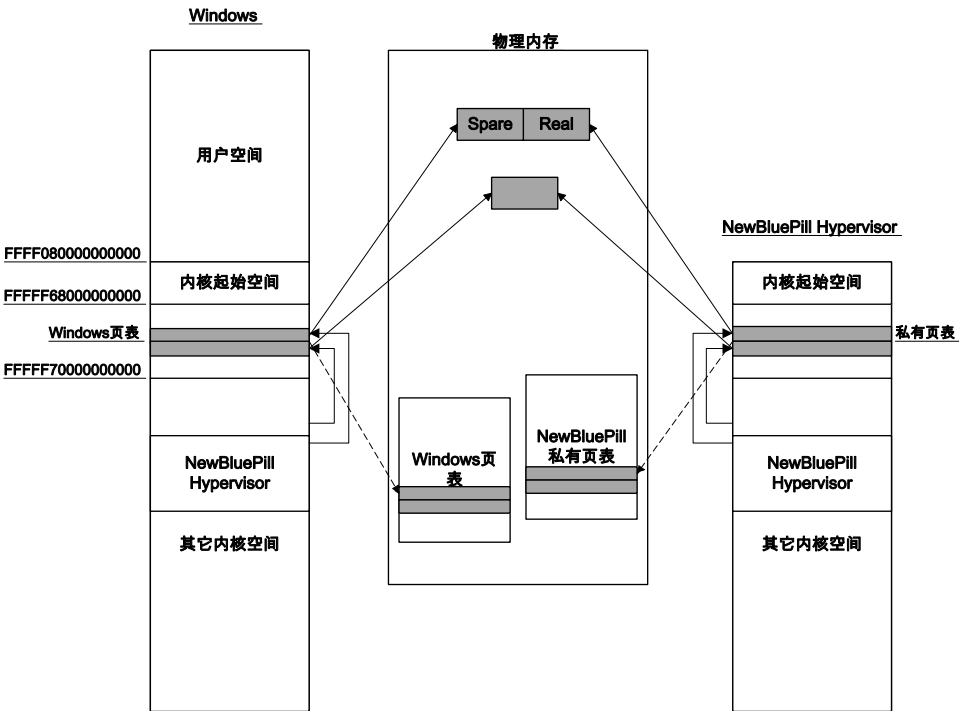 Windows
物理内存
Spare
Real
用户空间
NewBluePill Hypervisor
FFFF080000000000
内核起始空间
内核起始空间
FFFFF68000000000
Windows页表
私有页表
FFFFF70000000000
NewBluePill
私有页表
Windows页
表
NewBluePill
Hypervisor
NewBluePill
Hypervisor
其它内核空间
其它内核空间